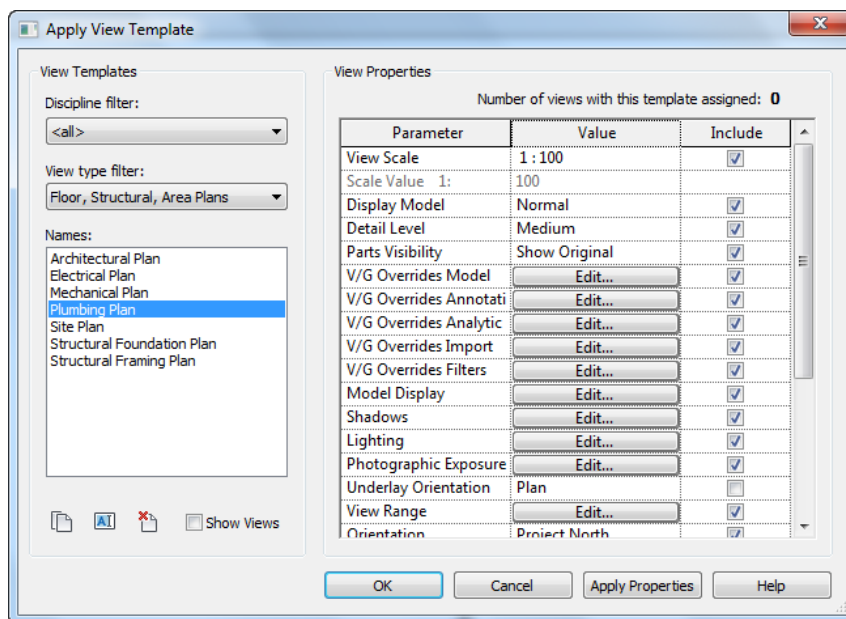 Apply View Template
View Templates
Discipline filter:
<all>
View type filter:
Floor, Structural, Area Plans
Names:
Architectural Plan
Electrical Plan
Mechanical Plan
Plumbing Plan
Site Plan
Structural Foundation Plan
Structural Framing Plan
Show Views
View Properties
Number of views with this template assigned: 0
Parameter Value Include
View Scale 1 : 100
Scale Value 1: 100
Display Model Normal
Detail Level Medium
Parts Visibility Show Original
V/G Overrides Model Edit...
V/G Overrides Annotati Edit...
V/G Overrides Analytic Edit...
V/G Overrides Import Edit...
V/G Overrides Filters Edit...
Model Display Edit...
Shadows Edit...
Lighting Edit...
Photographic Exposure Edit...
Underlay Orientation Plan
View Range Edit...
Orientation Project North
OK Cancel Apply Properties Help